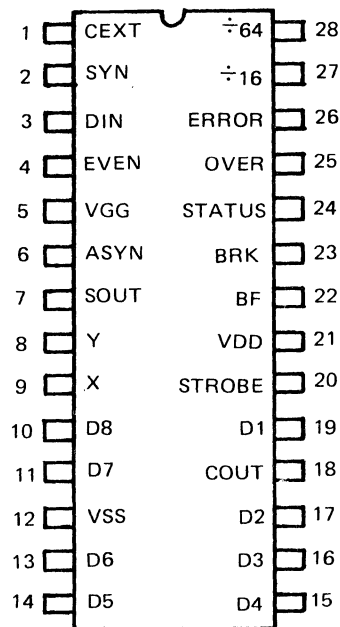 1 CEXT ÷64 28
2 SYN ÷16 27
3 DIN ERROR 26
4 EVEN OVER 25
5 VGG STATUS 24
6 ASYN BRK 23
7 SOUT BF 22
8 Y VDD 21
9 X STROBE 20
10 D8 D1 19
11 D7 COUT 18
12 VSS D2 17
13 D6 D3 16
14 D5 D4 15